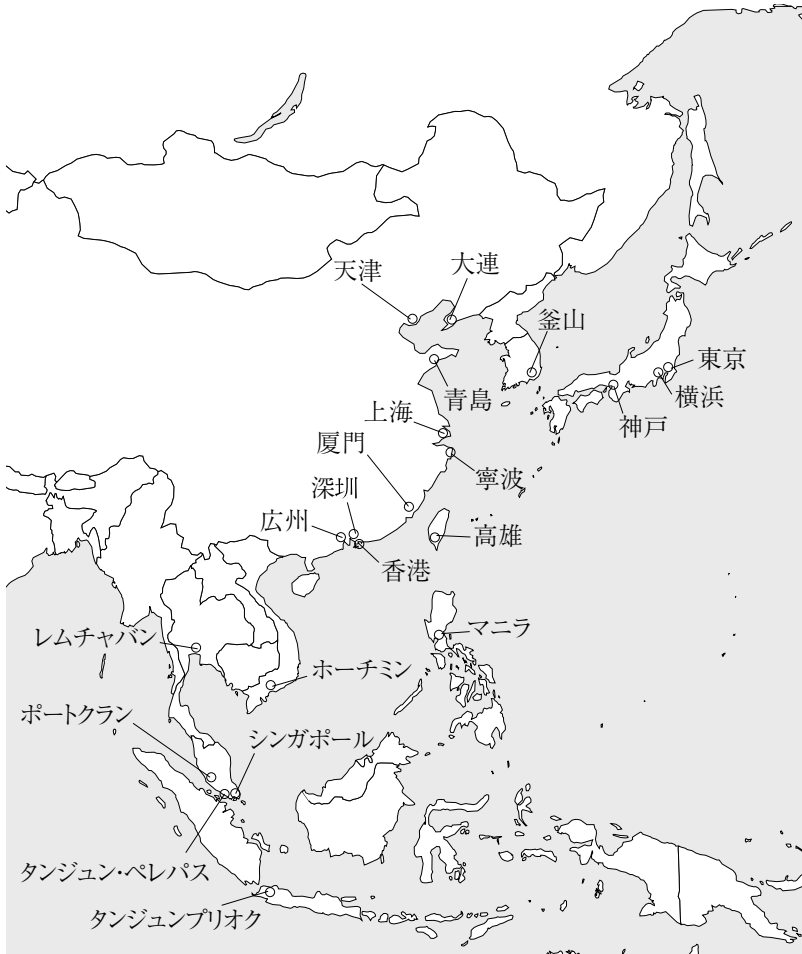 天津
大連
釜山
東京
横浜
神戸
青島
上海
寧波
厦門
深圳
広州
高雄
香港
マニラ
レムチャバン
ホーチミン
ポートクラン
シンガポール
タンジュン・ペレパス
タンジュンプリオク